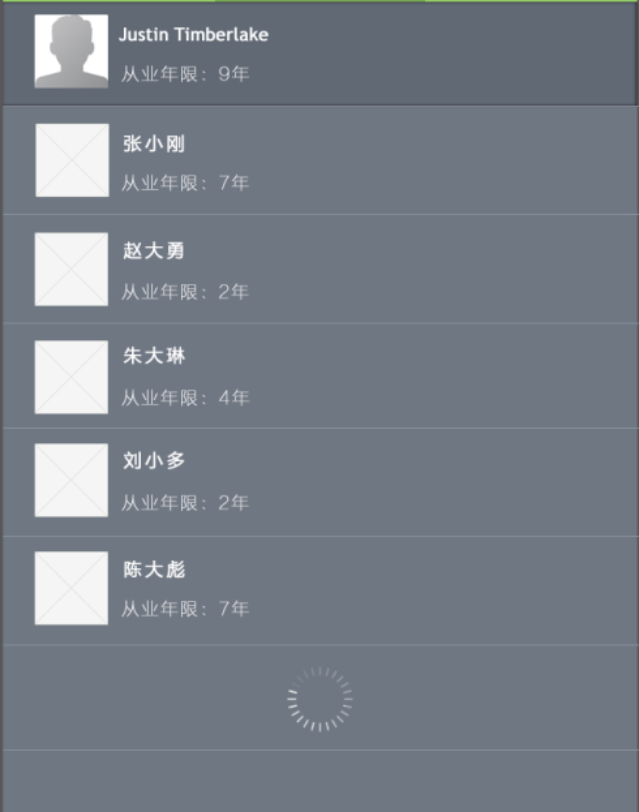 Justin Timberlake
从业年限：9年
张小刚
从业年限：7年
赵大勇
从业年限：2年
朱大琳
从业年限：4年
刘小多
从业年限：2年
陈大彪
从业年限：7年